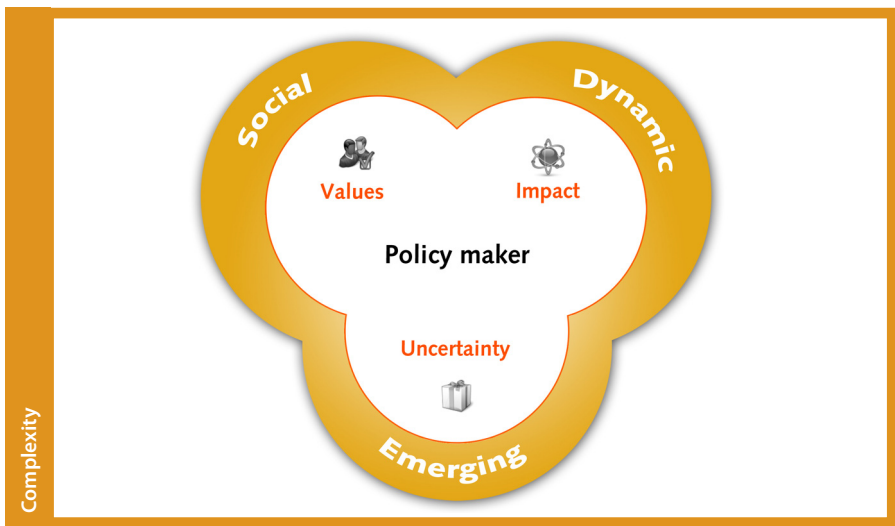 Social
Dynamic
Values
Impact
Policy maker
Uncertainty
Emerging
Complexity